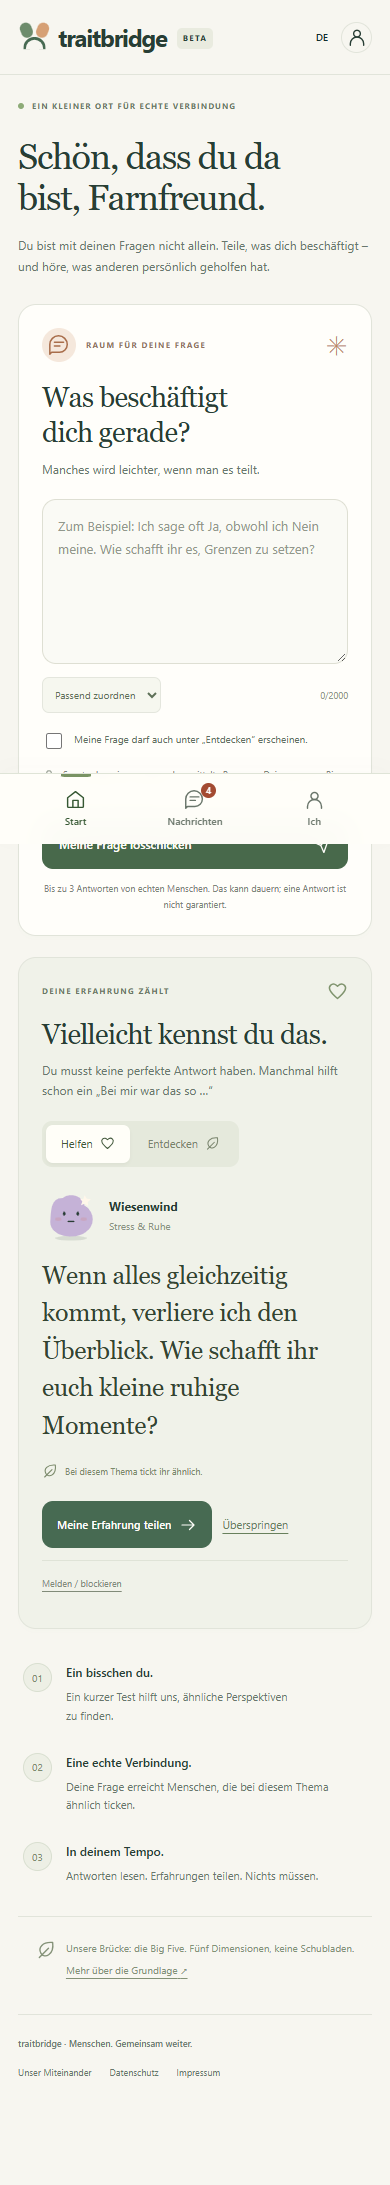 traitbridge BETA DE
EIN KLEINER ORT FÜR ECHTE VERBINDUNG
Schön, dass du da
bist, Farnfreund.
Du bist mit deinen Fragen nicht allein. Teile, was dich beschäftigt –
und höre, was anderen persönlich geholfen hat.
RAUM FÜR DEINE FRAGE
Was beschäftigt
dich gerade?
Manches wird leichter, wenn man es teilt.
Zum Beispiel: Ich sage oft Ja, obwohl ich Nein
meine. Wie schafft ihr es, Grenzen zu setzen?
Passend zuordnen 0/2000
Meine Frage darf auch unter „Entdecken“ erscheinen.
4
Start Nachrichten Ich
Meine Frage losschicken
Bis zu 3 Antworten von echten Menschen. Das kann dauern; eine Antwort ist
nicht garantiert.
DEINE ERFAHRUNG ZÄHLT
Vielleicht kennst du das.
Du musst keine perfekte Antwort haben. Manchmal hilft
schon ein „Bei mir war das so ...“
Helfen Entdecken
Wiesenwind
Stress & Ruhe
Wenn alles gleichzeitig
kommt, verliere ich den
Überblick. Wie schafft ihr
euch kleine ruhige
Momente?
Bei diesem Thema tickt ihr ähnlich.
Meine Erfahrung teilen → Überspringen
Melden / blockieren
01 Ein bisschen du.
Ein kurzer Test hilft uns, ähnliche Perspektiven
zu finden.
02 Eine echte Verbindung.
Deine Frage erreicht Menschen, die bei diesem Thema
ähnlich ticken.
03 In deinem Tempo.
Antworten lesen. Erfahrungen teilen. Nichts müssen.
Unsere Brücke: die Big Five. Fünf Dimensionen, keine Schubladen.
Mehr über die Grundlage ↗
traitbridge · Menschen. Gemeinsam weiter.
Unser Miteinander Datenschutz Impressum